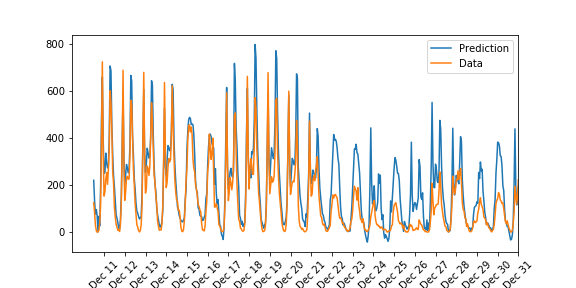 Prediction
Data
800
600
400
200
0
Dec 11
Dec 12
Dec 13
Dec 14
Dec 15
Dec 16
Dec 17
Dec 18
Dec 19
Dec 20
Dec 21
Dec 22
Dec 23
Dec 24
Dec 25
Dec 26
Dec 27
Dec 28
Dec 29
Dec 30
Dec 31